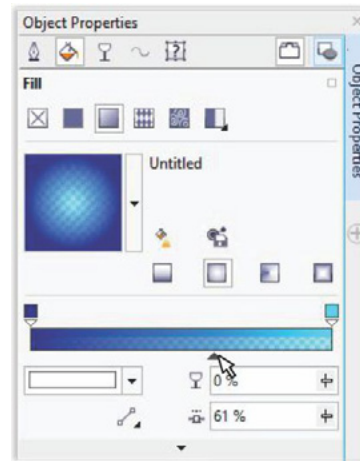 Object Properties
Fill
Untitled
0 %
61 %
Object Properties